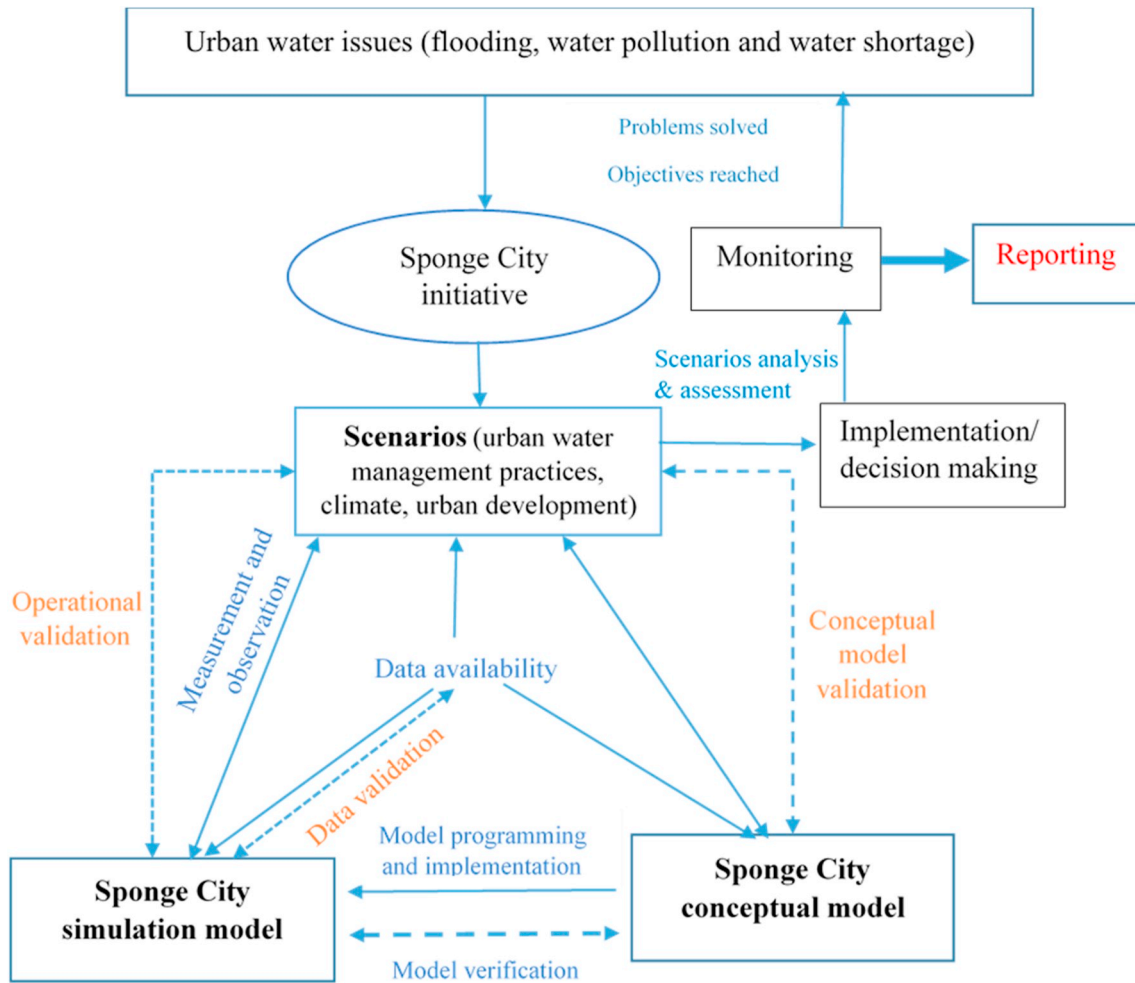 Urban water issues (flooding, water pollution and water shortage)
Problems solved
Objectives reached
Sponge City
initiative
Monitoring
Reporting
Scenarios analysis
& assessment
Scenarios (urban water
management practices,
climate, urban development)
Implementation/
decision making
Operational
validation
Measurement and
observation
Data availability
Conceptual
model
validation
Data validation
Model programming
and implementation
Sponge City
simulation model
Sponge City
conceptual model
Model verification